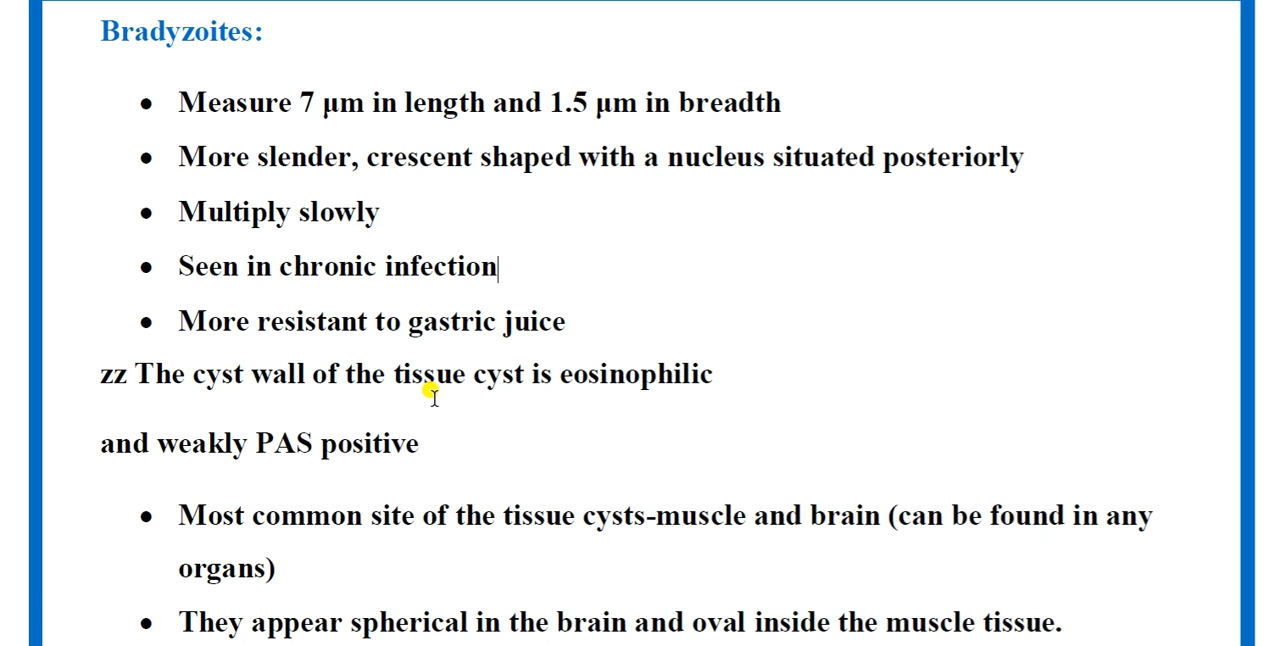 Bradyzoites:
• Measure 7 μm in length and 1.5 μm in breadth
• More slender, crescent shaped with a nucleus situated posteriorly
• Multiply slowly
• Seen in chronic infection
• More resistant to gastric juice
zz The cyst wall of the tissue cyst is eosinophilic
and weakly PAS positive
• Most common site of the tissue cysts-muscle and brain (can be found in any
organs)
• They appear spherical in the brain and oval inside the muscle tissue.